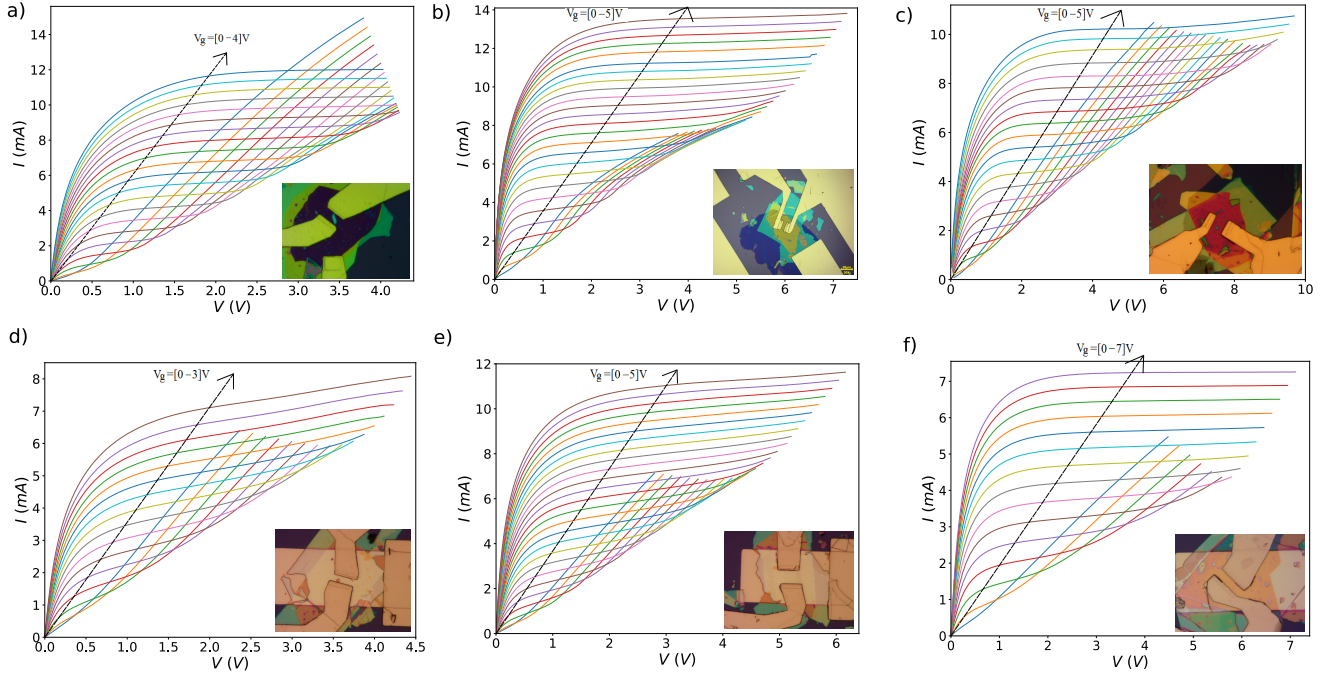 a)
Vg=[0−4]V
I (mA)
14
12
10
8
6
4
2
0
0.0 0.5 1.0 1.5 2.0 2.5 3.0 3.5 4.0
V (V)
b)
Vg=[0−5]V
I (mA)
14
12
10
8
6
4
2
0
0 1 2 3 4 5 6 7
V (V)
c)
Vg=[0−5]V
I (mA)
10
8
6
4
2
0
0 2 4 6 8 10
V (V)
d)
Vg=[0−3]V
I (mA)
8
7
6
5
4
3
2
1
0
0.0 0.5 1.0 1.5 2.0 2.5 3.0 3.5 4.0 4.5
V (V)
e)
Vg=[0−5]V
I (mA)
12
10
8
6
4
2
0
0 1 2 3 4 5 6
V (V)
f)
Vg=[0−7]V
I (mA)
7
6
5
4
3
2
1
0
0 1 2 3 4 5 6 7
V (V)